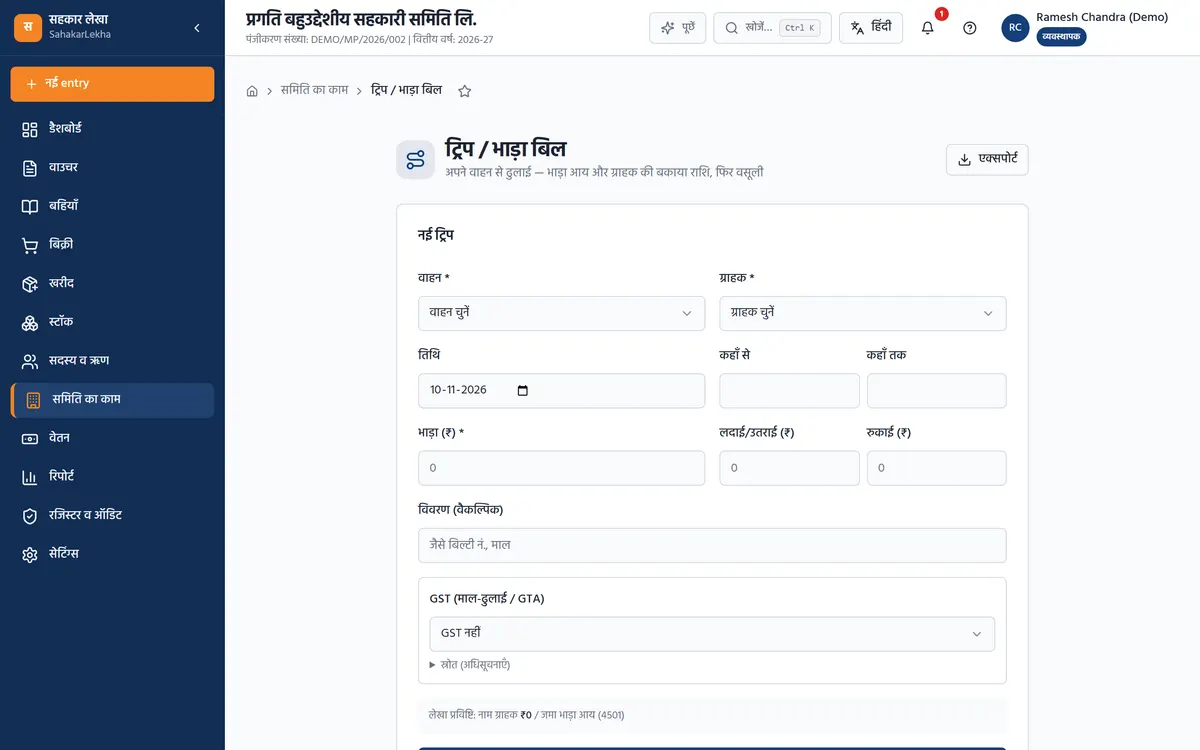 स
सहकार लेखा
SahakarLekha
नई entry
डैशबोर्ड
वाउचर
बहियाँ
बिक्री
खरीद
स्टॉक
सदस्य व ऋण
समिति का काम
वेतन
रिपोर्ट
रजिस्टर व ऑडिट
सेटिंग्स
प्रगति बहुउद्देशीय सहकारी समिति लि.
पंजीकरण संख्या: DEMO/MP/2026/002 | वित्तीय वर्ष: 2026-27
पूछें
खोजें... Ctrl K
हिंदी
1
RC
Ramesh Chandra (Demo)
व्यवस्थापक
समिति का काम > ट्रिप / भाड़ा बिल
ट्रिप / भाड़ा बिल
अपने वाहन से ढुलाई — भाड़ा आय और ग्राहक की बकाया राशि, फिर वसूली
एक्सपोर्ट
नई ट्रिप
वाहन * ग्राहक *
वाहन चुनें ग्राहक चुनें
तिथि कहाँ से कहाँ तक
10-11-2026
भाड़ा (₹) * लदाई/उतराई (₹) रुकाई (₹)
0 0 0
विवरण (वैकल्पिक)
जैसे बिल्टी नं., माल
GST (माल-ढुलाई / GTA)
GST नहीं
स्रोत (अधिसूचनाएँ)
लेखा प्रविष्टि: नाम ग्राहक ₹0 / जमा भाड़ा आय (4501)